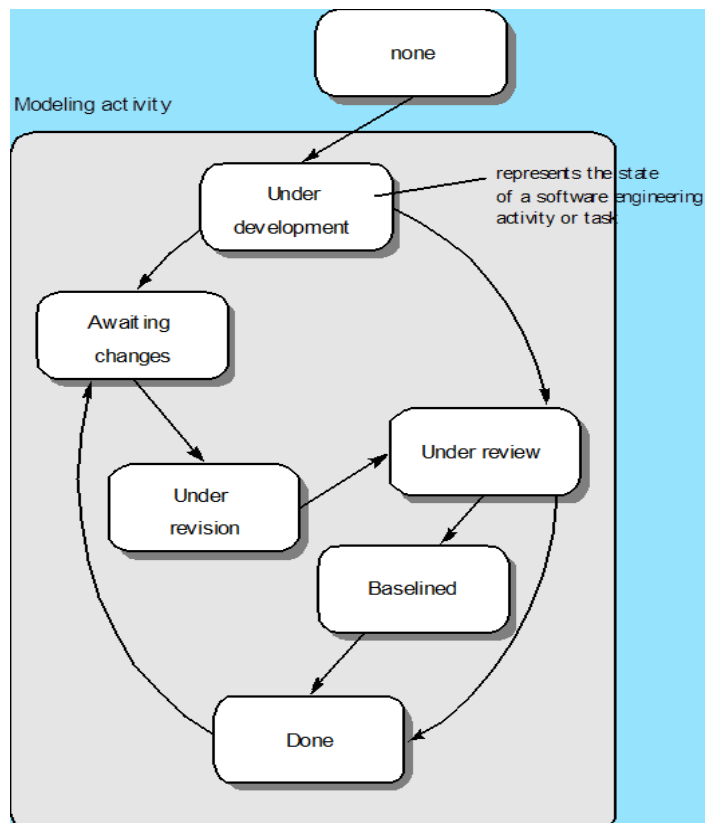 none
Modeling activity
represents the state
of a software engineering
activity or task
Under
development
Awaiting
changes
Under review
Under
revision
Baselined
Done